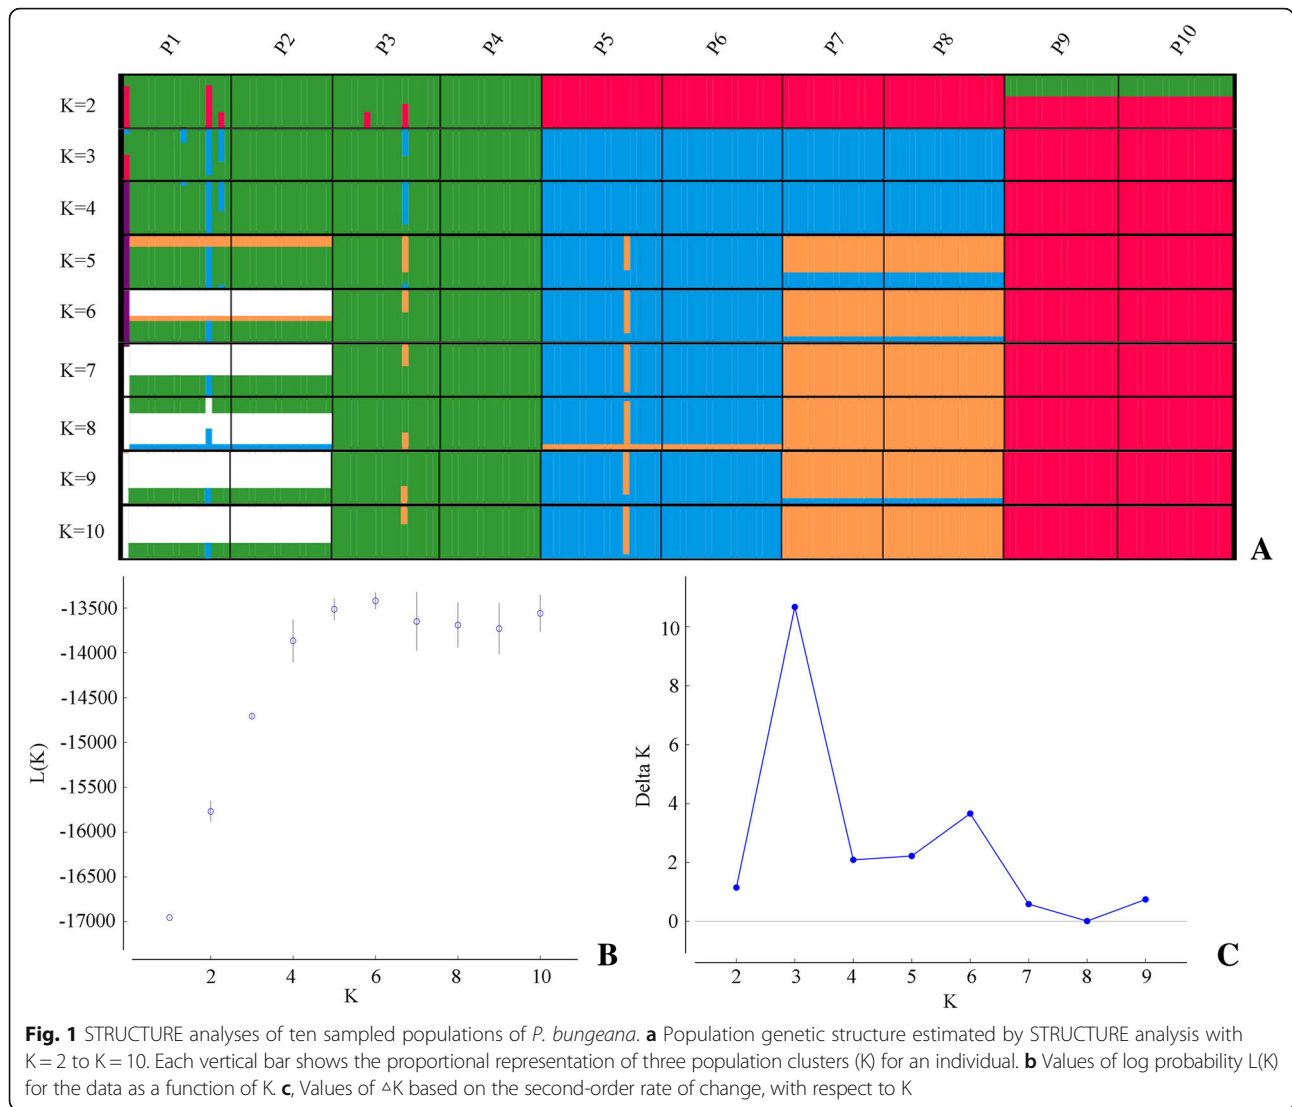 P1 P2 P3 P4 P5 P6 P7 P8 P9 P10
K=2
K=3
K=4
K=5
K=6
K=7
K=8
K=9
K=10
A
-13500
-14000
-14500
-15000
-15500
-16000
-16500
-17000
L(K)
2 4 6 8 10
K
B
10
8
6
4
2
0
Delta K
2 3 4 5 6 7 8 9
K
C
Fig. 1 STRUCTURE analyses of ten sampled populations of P. bungeana. a Population genetic structure estimated by STRUCTURE analysis with
K = 2 to K = 10. Each vertical bar shows the proportional representation of three population clusters (K) for an individual. b Values of log probability L(K)
for the data as a function of K. c, Values of △K based on the second-order rate of change, with respect to K